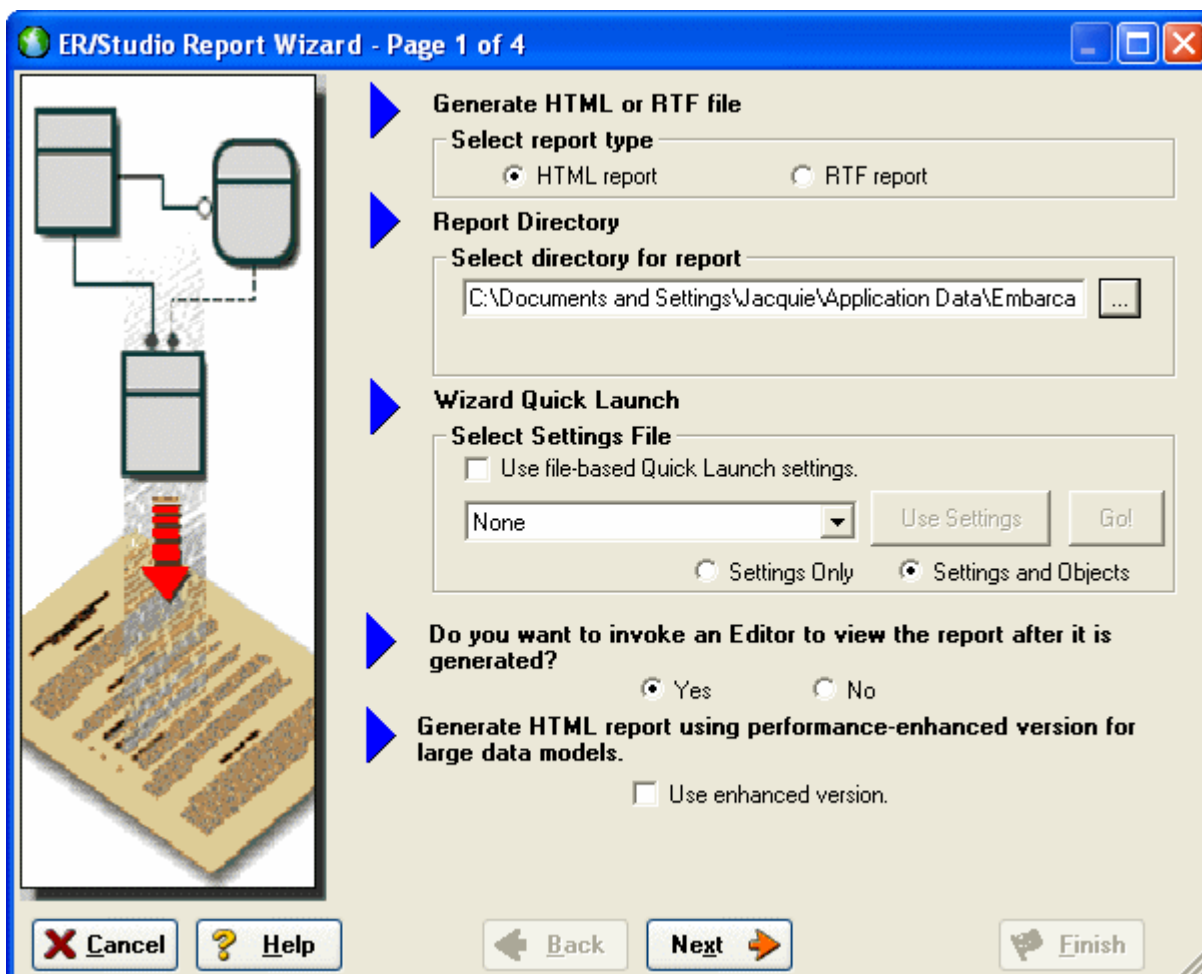 ER/Studio Report Wizard - Page 1 of 4
Generate HTML or RTF file
Select report type
HTML report
RTF report
Report Directory
Select directory for report
C:\Documents and Settings\Jacquie\Application Data\Embarca
...
Wizard Quick Launch
Select Settings File
Use file-based Quick Launch settings.
None
Use Settings
Go!
Settings Only
Settings and Objects
Do you want to invoke an Editor to view the report after it is
generated?
Yes
No
Generate HTML report using performance-enhanced version for
large data models.
Use enhanced version.
Cancel
Help
Back
Next
Finish